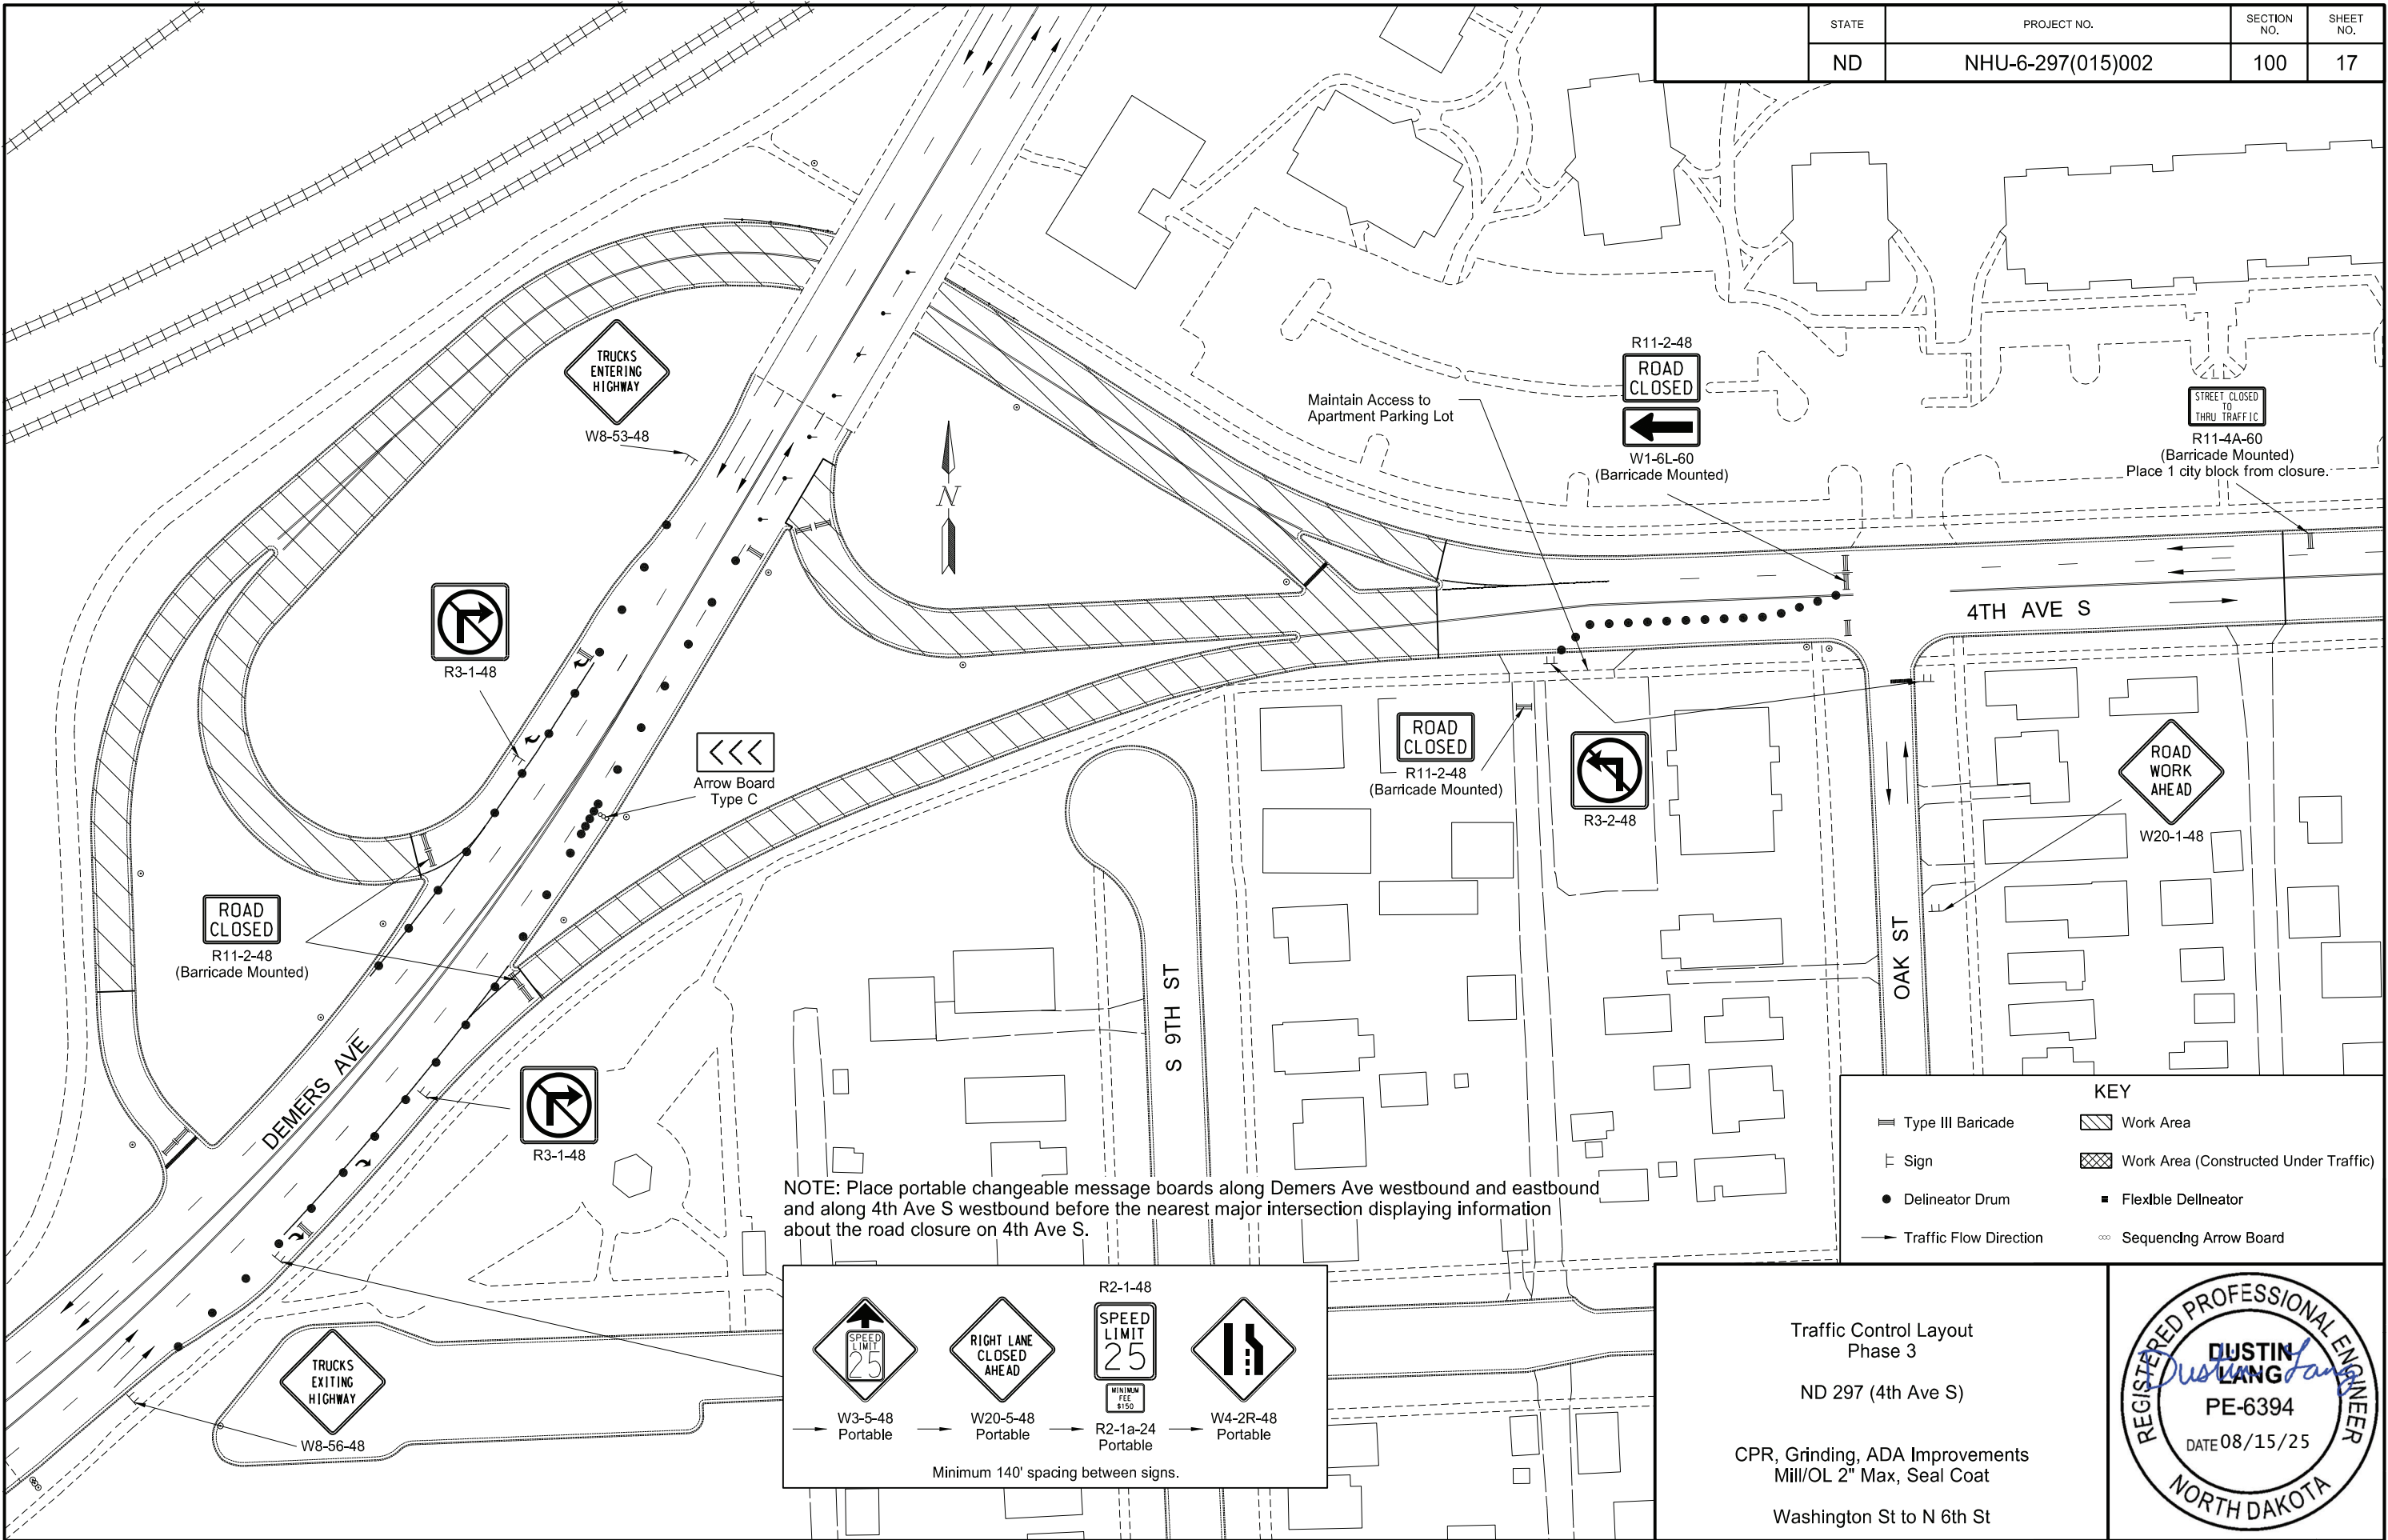 STATE
PROJECT NO.
SECTION NO.
SHEET NO.
ND
NHU-6-297(015)002
100
17
TRUCKS
ENTERING
HIGHWAY
W8-53-48
N
Maintain Access to
Apartment Parking Lot
R11-2-48
ROAD
CLOSED
W1-6L-60
(Barricade Mounted)
STREET CLOSED
TO
THRU TRAFFIC
R11-4A-60
(Barricade Mounted)
Place 1 city block from closure.
4TH AVE S
R3-1-48
Arrow Board
Type C
ROAD
CLOSED
R11-2-48
(Barricade Mounted)
R3-2-48
ROAD
WORK
AHEAD
W20-1-48
ROAD
CLOSED
R11-2-48
(Barricade Mounted)
OAK ST
S 9TH ST
DEMERS AVE
R3-1-48
TRUCKS
EXITING
HIGHWAY
W8-56-48
NOTE: Place portable changeable message boards along Demers Ave westbound and eastbound
and along 4th Ave S westbound before the nearest major intersection displaying information
about the road closure on 4th Ave S.
SPEED
LIMIT
25
W3-5-48
Portable
RIGHT LANE
CLOSED
AHEAD
W20-5-48
Portable
R2-1-48
SPEED
LIMIT
25
MINIMUM
FEE
$150
R2-1a-24
Portable
W4-2R-48
Portable
Minimum 140' spacing between signs.
KEY
Type III Baricade
Work Area
Sign
Work Area (Constructed Under Traffic)
Delineator Drum
Flexible Delineator
Traffic Flow Direction
Sequencing Arrow Board
Traffic Control Layout
Phase 3
ND 297 (4th Ave S)
CPR, Grinding, ADA Improvements
Mill/OL 2" Max, Seal Coat
Washington St to N 6th St
REGISTERED PROFESSIONAL ENGINEER
DUSTIN
LANG
Dustin Lang
PE-6394
DATE 08/15/25
NORTH DAKOTA